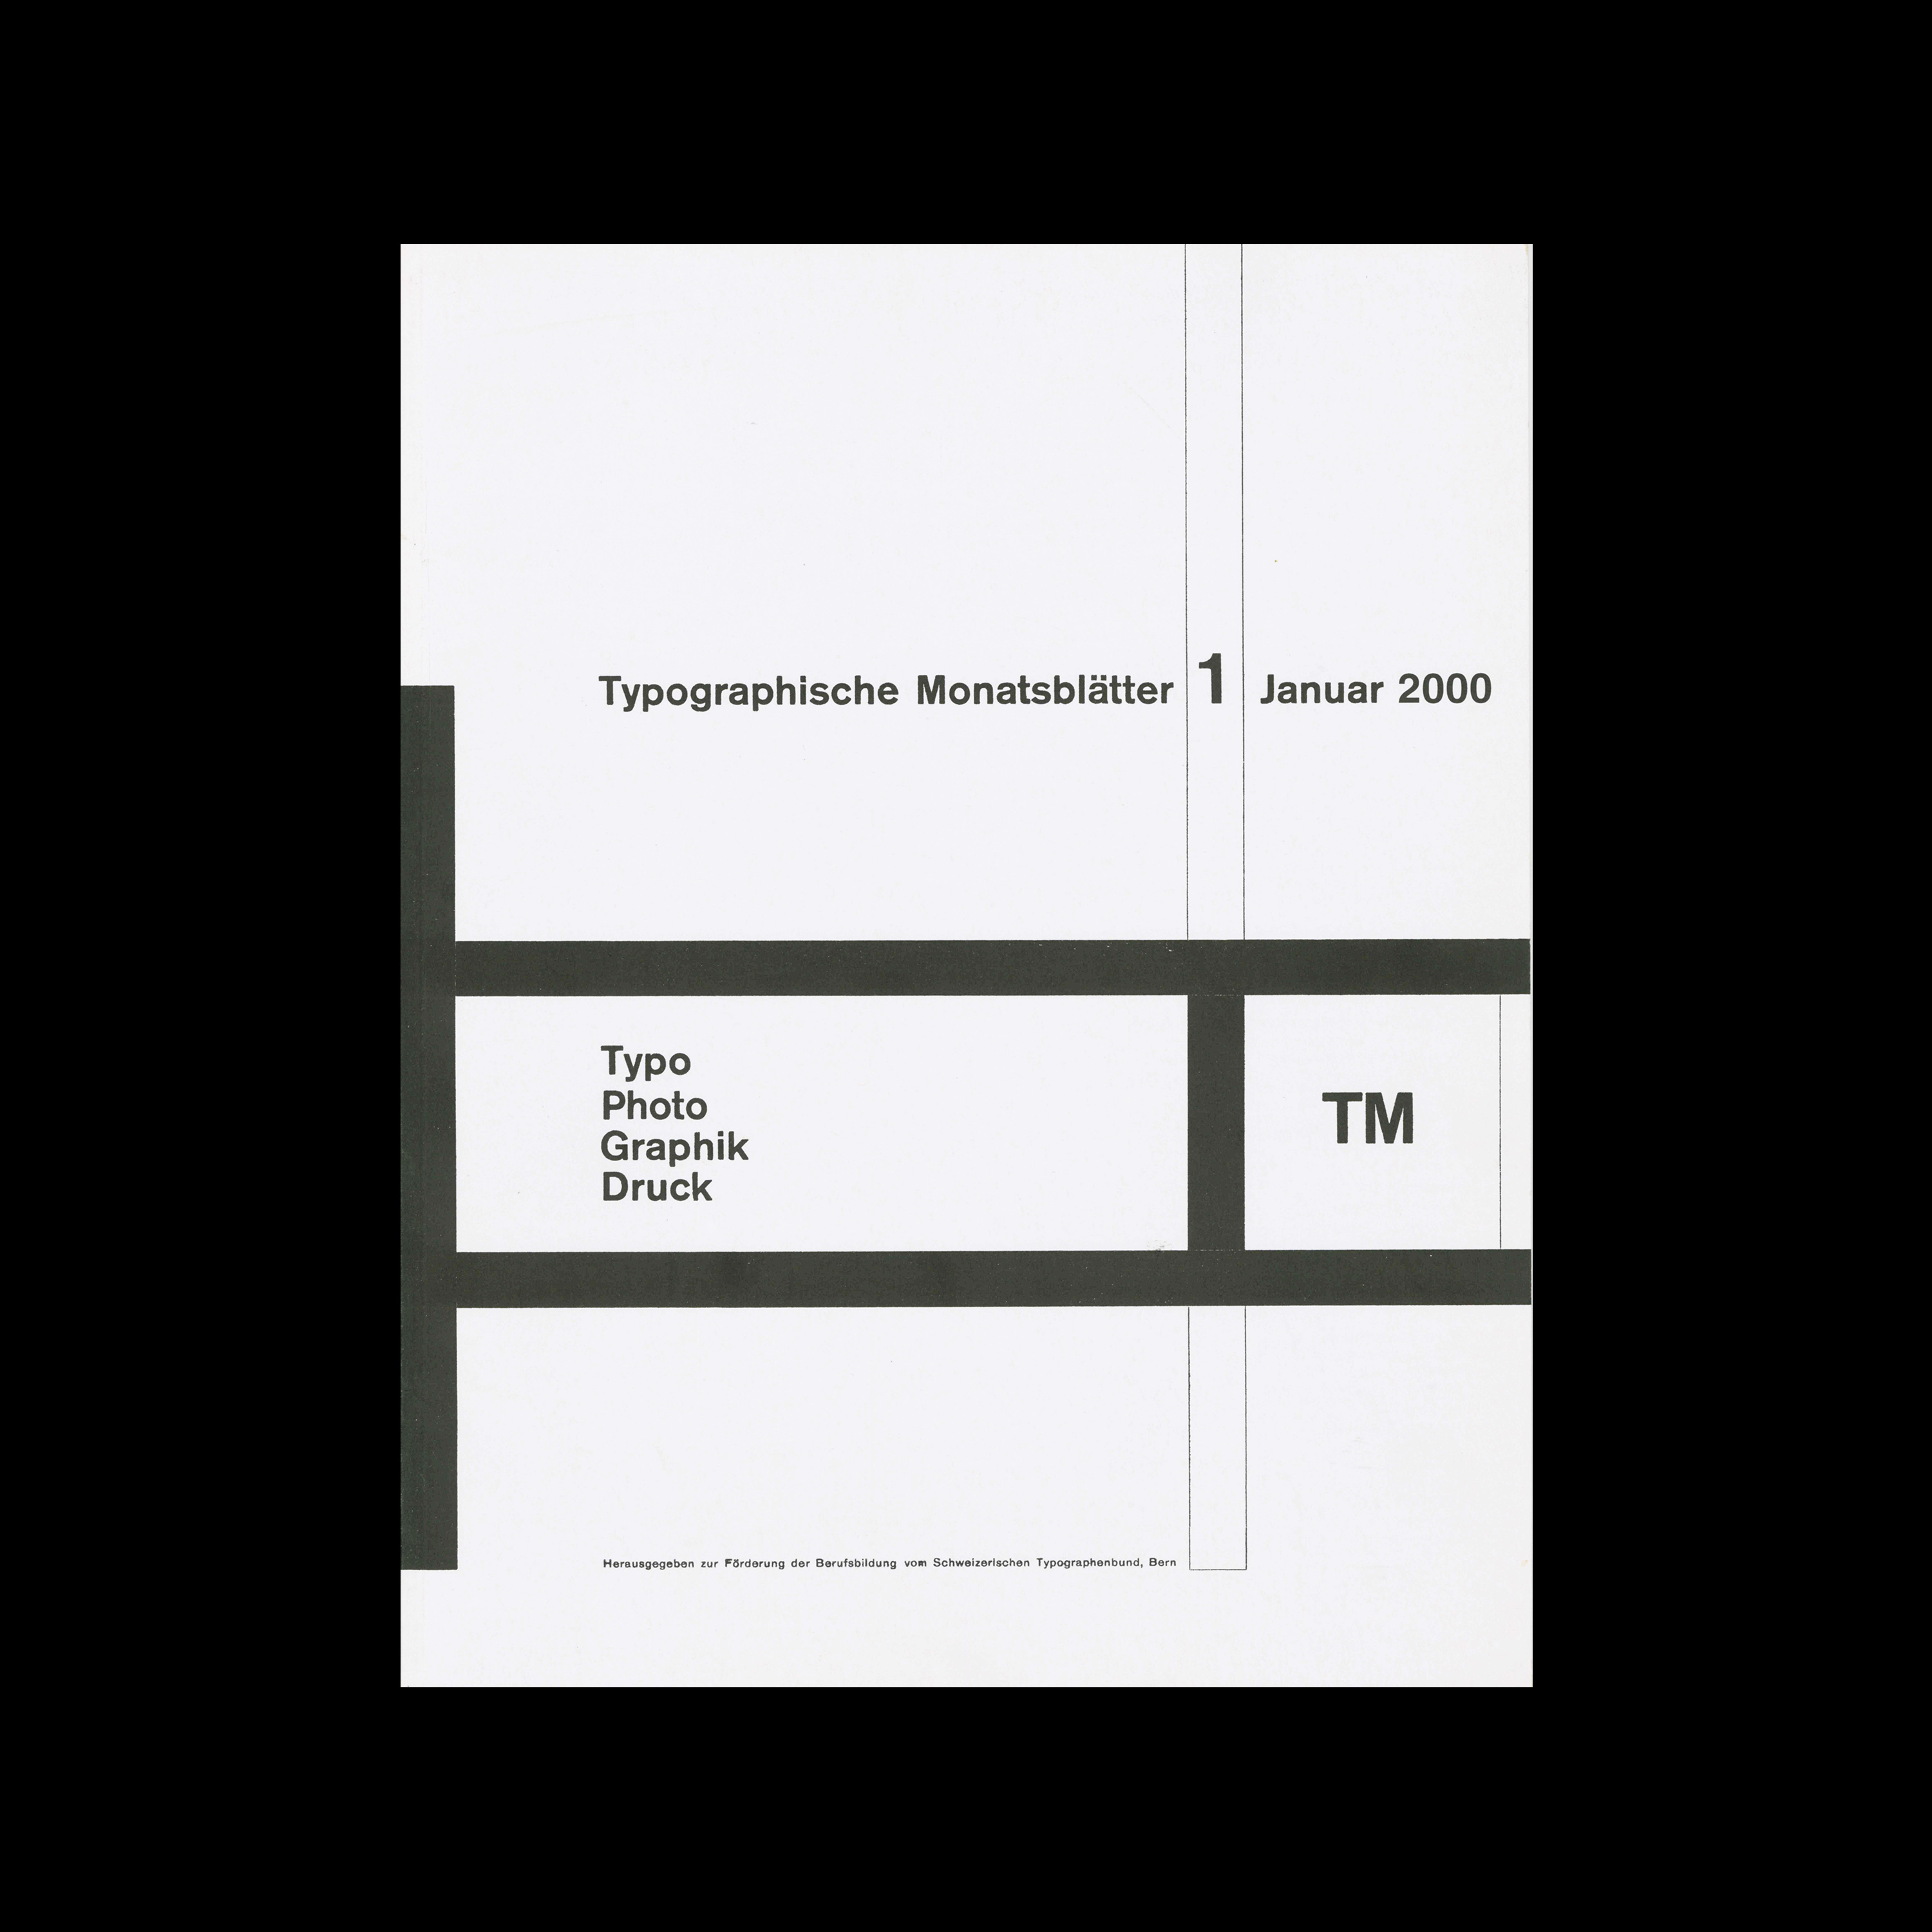 Typographische Monatsblätter 1 Januar 2000
Typo
Photo
Graphik
Druck
TM
Herausgegeben zur Förderung der Berufsbildung vom Schweizerischen Typographenbund, Bern